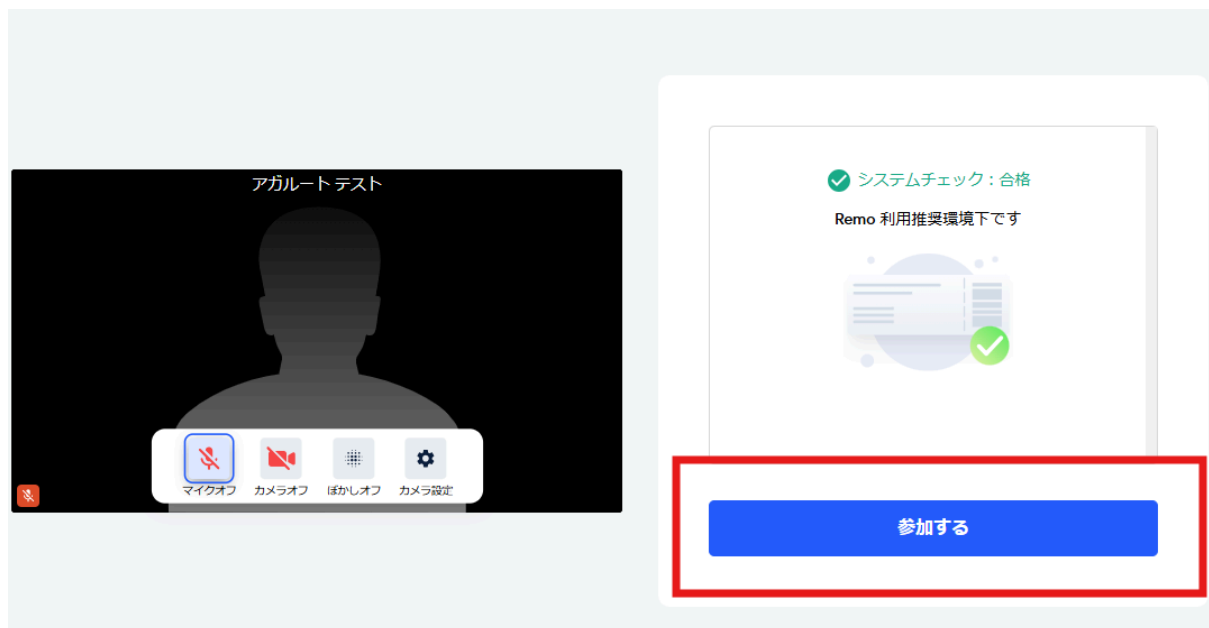 アガルート テスト
マイクオフ カメラオフ ぼかしオフ カメラ設定
システムチェック：合格
Remo 利用推奨環境下です
参加する